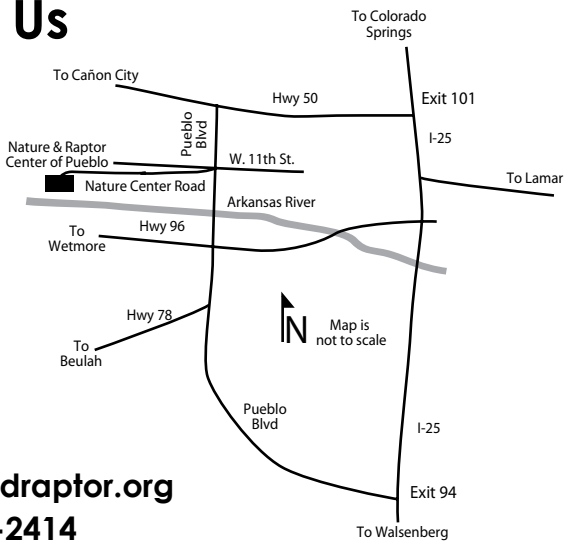 Us
To Colorado
Springs
To Cañon City
Hwy 50
Exit 101
Pueblo
Blvd
I-25
Nature & Raptor
Center of Pueblo
W. 11th St.
To Lamar
Nature Center Road
Arkansas River
To
Wetmore
Hwy 96
Hwy 78
N
Map is
not to scale
To
Beulah
Pueblo
Blvd
I-25
draptor.org
Exit 94
-2414
To Walsenberg